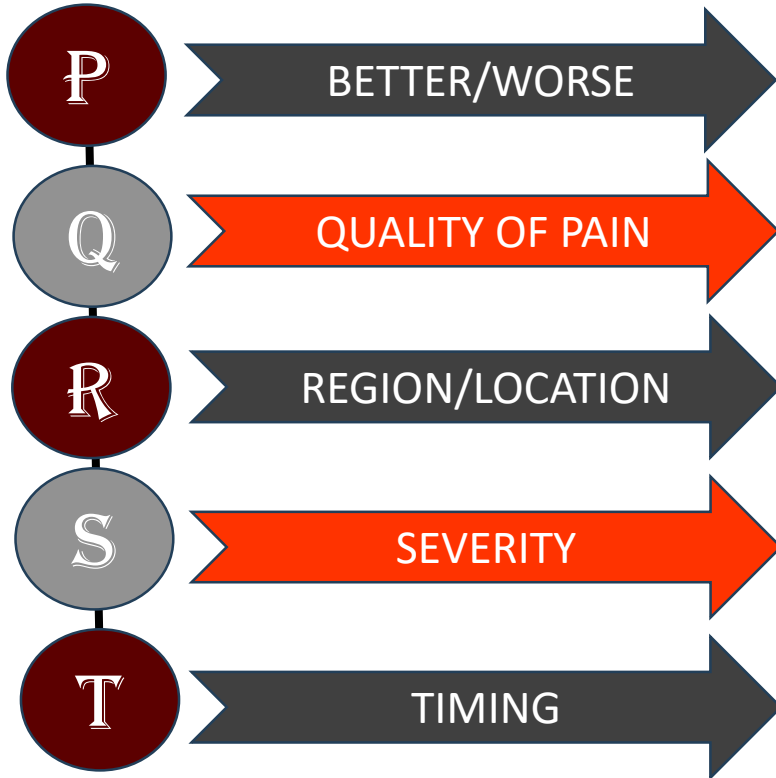 P
BETTER/WORSE
Q
QUALITY OF PAIN
R
REGION/LOCATION
S
SEVERITY
T
TIMING